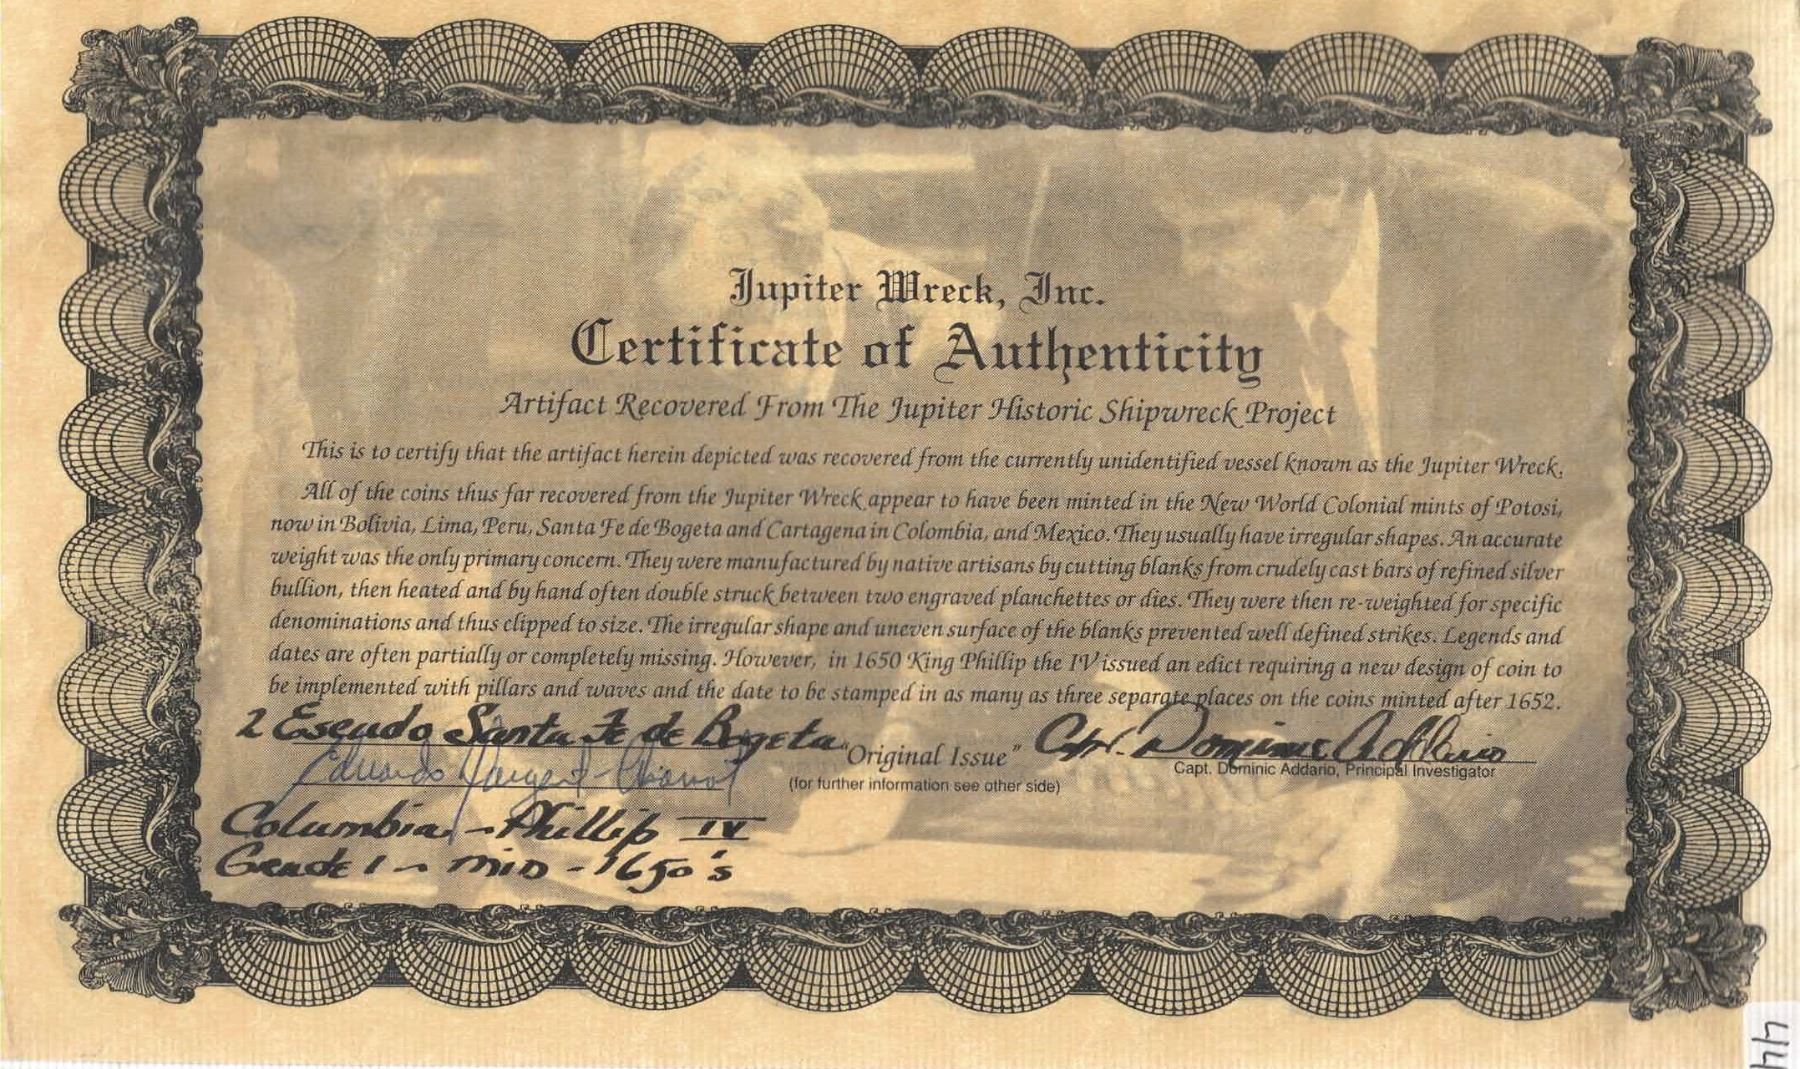 Jupiter Wreck, Inc.
Certificate of Authenticity
Artifact Recovered From The Jupiter Historic Shipwreck Project
This is to certify that the artifact herein depicted was recovered from the currently unidentified vessel known as the Jupiter Wreck.
All of the coins thus far recovered from the Jupiter Wreck appear to have been minted in the New World Colonial mints of Potosi,
now in Bolivia, Lima, Peru, Santa Fe de Bogeta and Cartagena in Colombia, and Mexico. They usually have irregular shapes. An accurate
weight was the only primary concern. They were manufactured by native artisans by cutting blanks from crudely cast bars of refined silver
bullion, then heated and by hand often double struck between two engraved planchettes or dies. They were then re-weighted for specific
denominations and thus clipped to size. The irregular shape and uneven surface of the blanks prevented well defined strikes. Legends and
dates are often partially or completely missing. However, in 1650 King Phillip the IV issued an edict requiring a new design of coin to
be implemented with pillars and waves and the date to be stamped in as many as three separate places on the coins minted after 1652.
2 Escudo Santa Fe de Bogeta
"Original Issue"
Capt. Dominic Addario
Capt. Dominic Addario, Principal Investigator
Eduardo
(for further information see other side)
Columbia - Phillip IV
Grade 1 - mid - 1650's
44